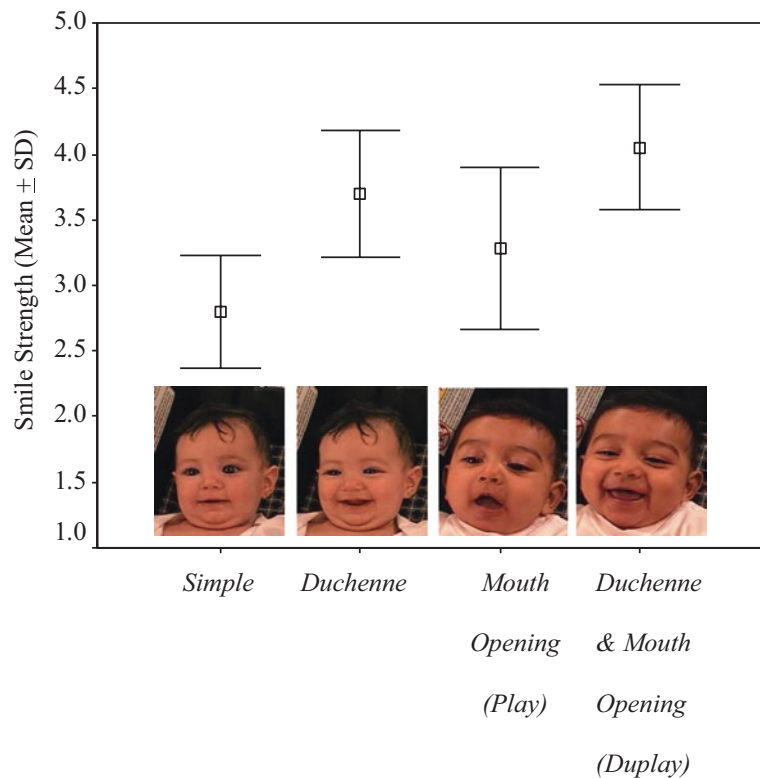 5.0
4.5
4.0
3.5
3.0
2.5
2.0
1.5
1.0
Smile Strength (Mean ± SD)
Simple
Duchenne
Mouth
Opening
(Play)
Duchenne
& Mouth
Opening
(Duplay)